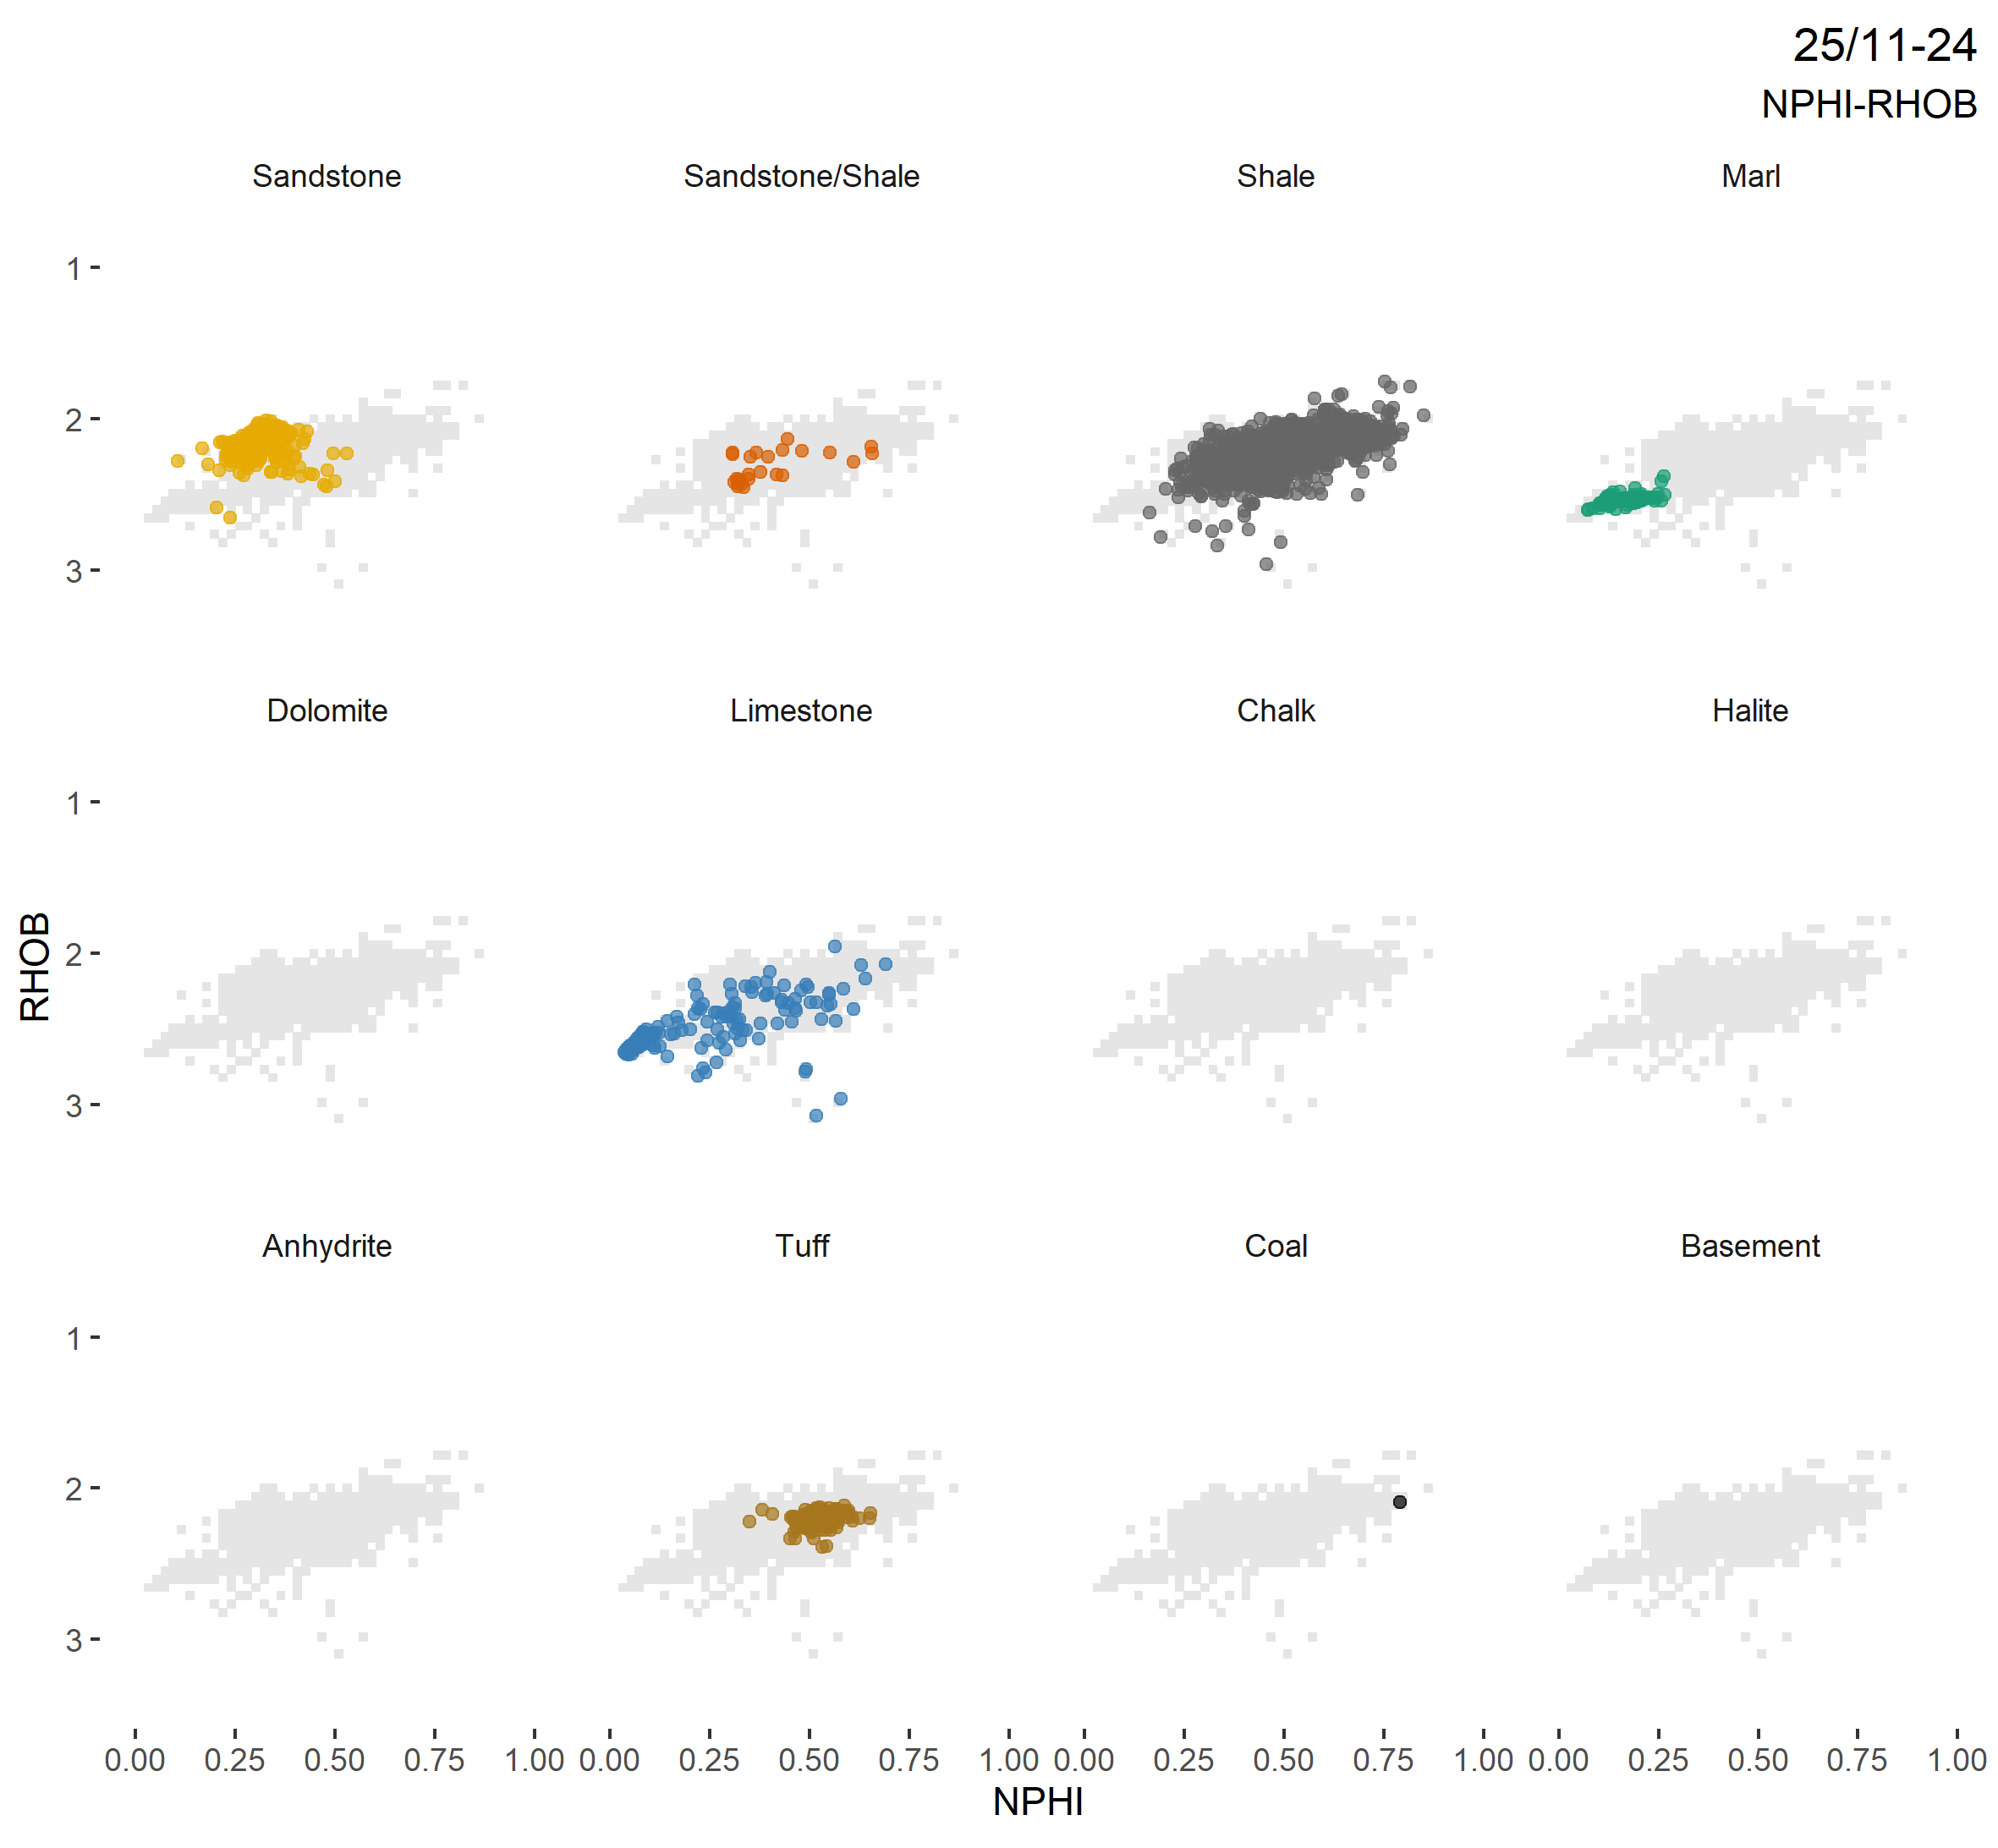 25/11-24
NPHI-RHOB
Sandstone Sandstone/Shale Shale Marl
1
2
3
Dolomite Limestone Chalk Halite
1
2
3
RHOB
Anhydrite Tuff Coal Basement
1
2
3
0.00 0.25 0.50 0.75 1.00 0.00 0.25 0.50 0.75 1.00 0.00 0.25 0.50 0.75 1.00 0.00 0.25 0.50 0.75 1.00
NPHI